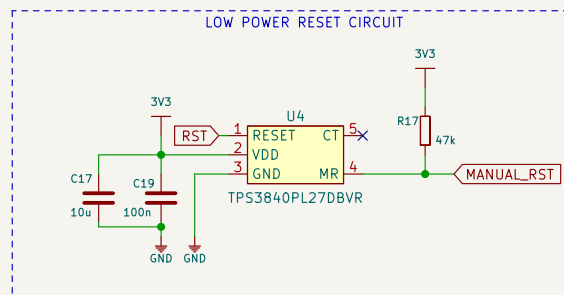 LOW POWER RESET CIRCUIT
3V3
3V3
U4
R17
47k
RST
1
RESET
CT
5
2
VDD
3
GND
MR
4
MANUAL_RST
C17
10u
C19
100n
TPS3840PL27DBVR
GND
GND